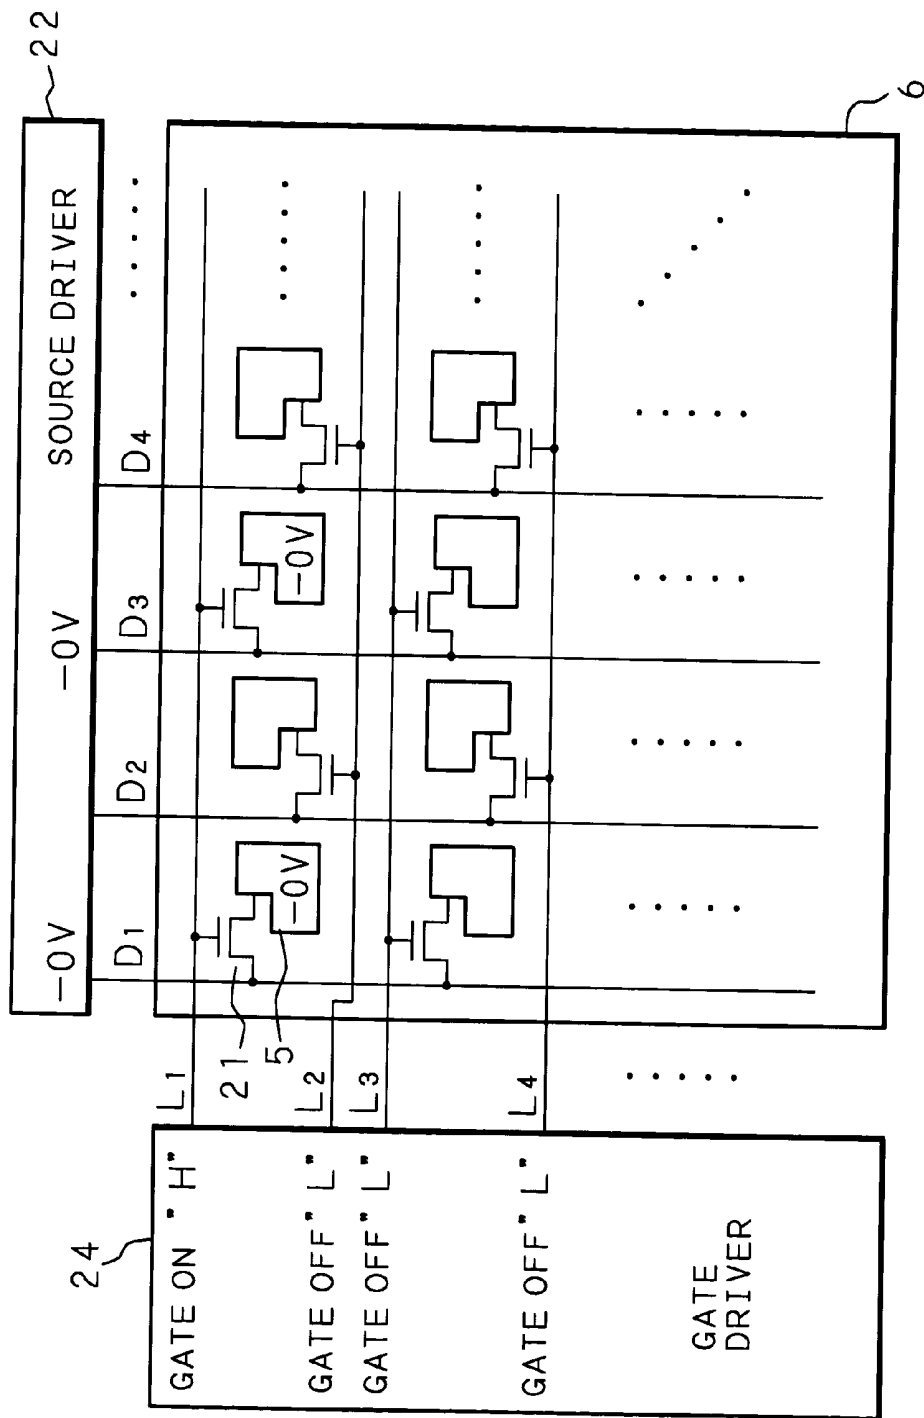 22
-0V -0V SOURCE DRIVER
D1 D2 D3 D4
24
GATE ON "H" L1
21
-0V -0V
5
GATE OFF "L" L2
GATE OFF "L" L3
GATE OFF "L" L4
GATE
DRIVER
6